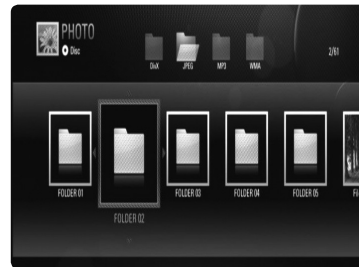 PHOTO
Disc
DivX JPEG MP3 WMA
2/61
FOLDER 01 FOLDER 02 FOLDER 03 FOLDER 04 FOLDER 05